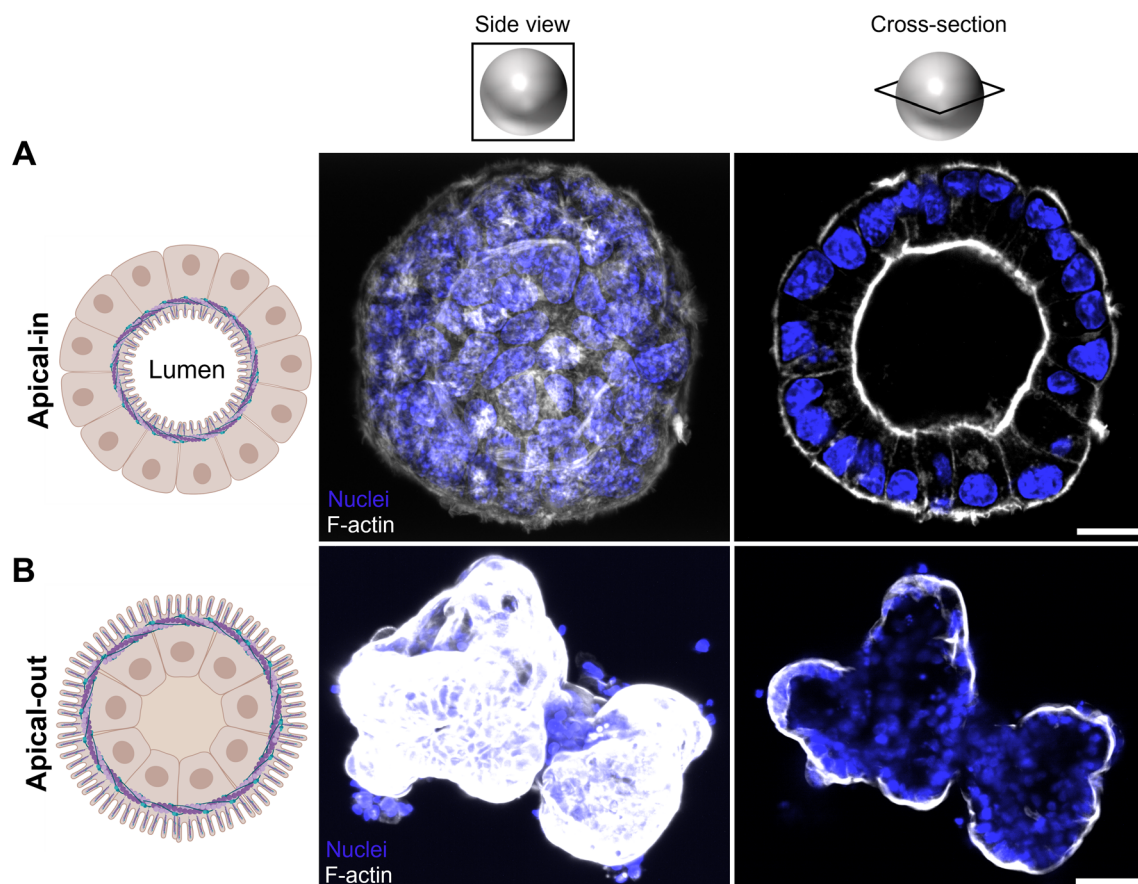 Side view
Cross-section
A
Apical-in
Lumen
Nuclei
F-actin
B
Apical-out
Nuclei
F-actin